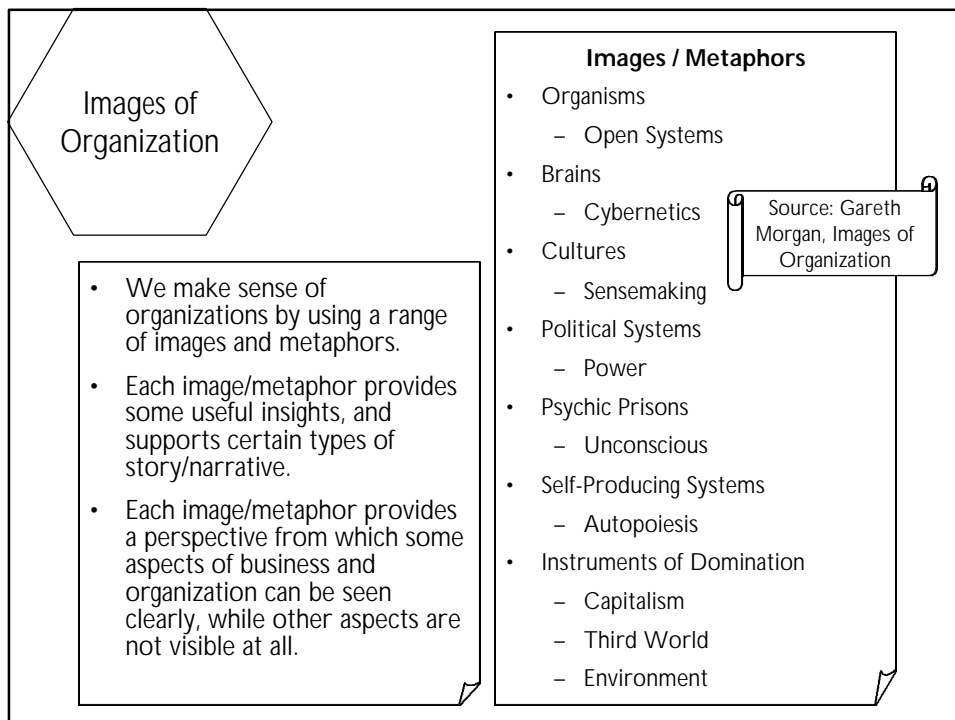 Images of
Organization
• We make sense of
organizations by using a range
of images and metaphors.
• Each image/metaphor provides
some useful insights, and
supports certain types of
story/narrative.
• Each image/metaphor provides
a perspective from which some
aspects of business and
organization can be seen
clearly, while other aspects are
not visible at all.
Images / Metaphors
• Organisms
– Open Systems
• Brains
– Cybernetics
• Cultures
– Sensemaking
• Political Systems
– Power
• Psychic Prisons
– Unconscious
• Self-Producing Systems
– Autopoiesis
• Instruments of Domination
– Capitalism
– Third World
– Environment
Source: Gareth
Morgan, Images of
Organization